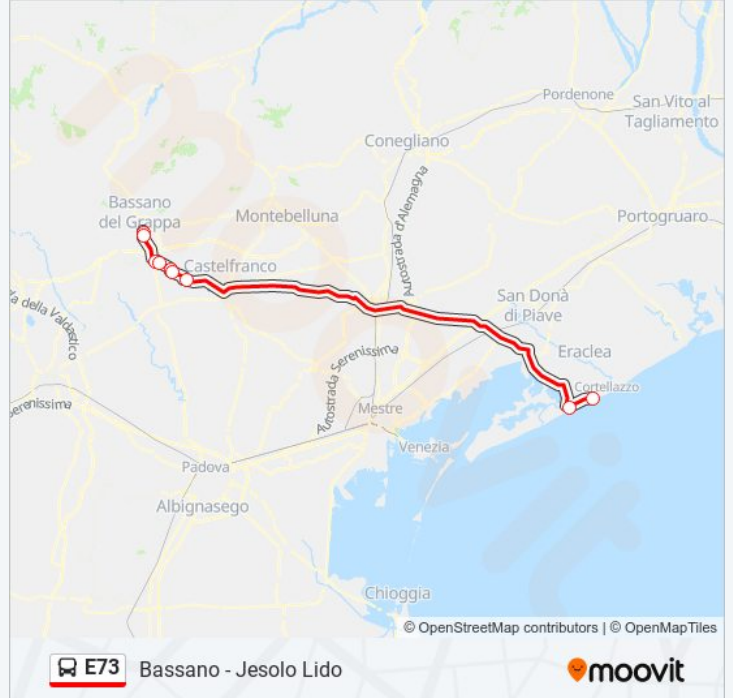 Pordenone
San Vito al
Tagliamento
Conegliano
Bassano
del Grappa
Montebelluna
Portogruaro
Autostrada d'Alemagna
Castelfranco
San Donà
di Piave
a della Valdastico
Autostrada Serenissima
Eraclea
Cortellazzo
Serenissima
Mestre
Venezia
Padova
Albignasego
Chioggia
© OpenStreetMap contributors | © OpenMapTiles
E73 Bassano - Jesolo Lido
moovit